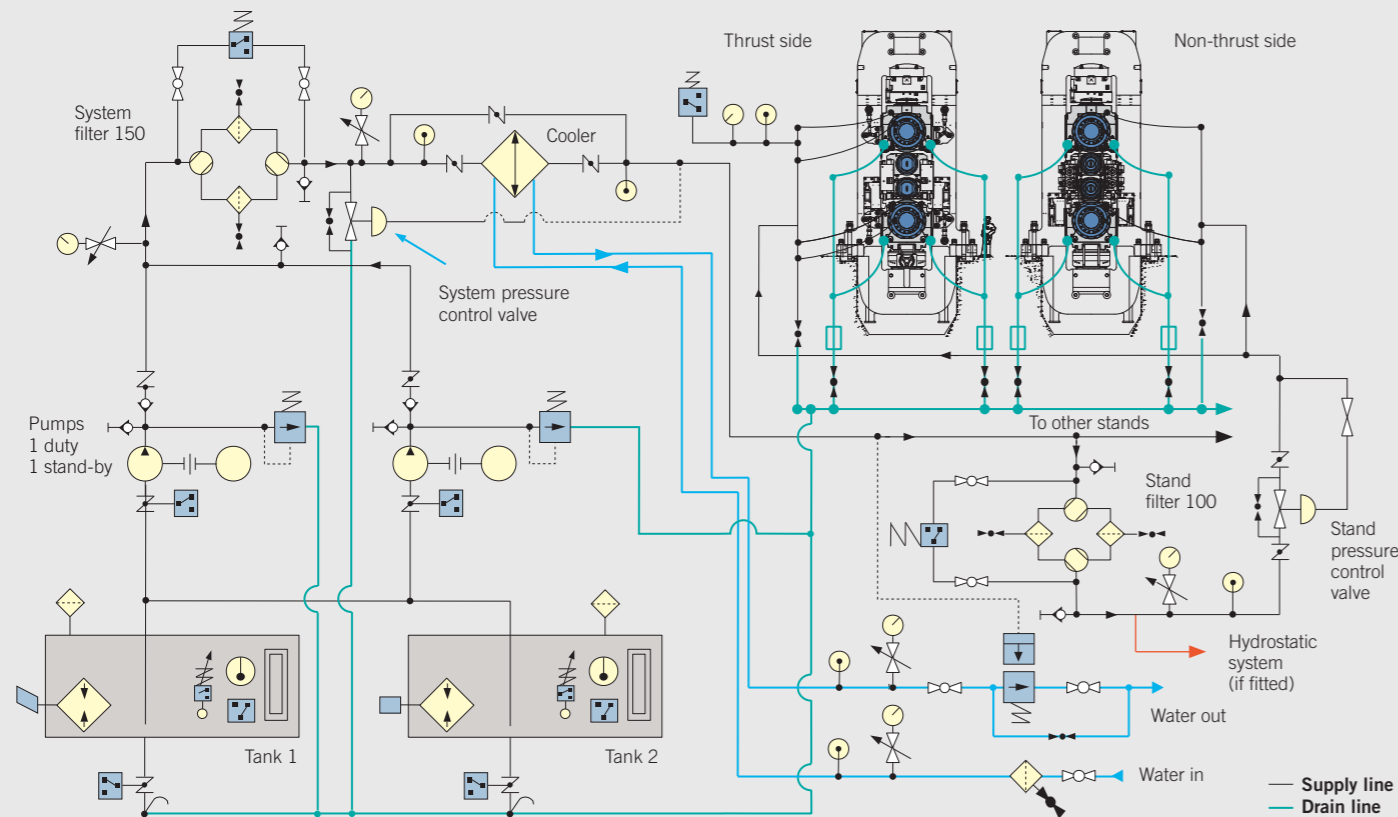 Thrust side
Non-thrust side
System
filter 150
Cooler
System pressure
control valve
Pumps
1 duty
1 stand-by
To other stands
Stand
filter 100
Stand
pressure
control
valve
Hydrostatic
system
(if fitted)
Water out
Tank 1
Tank 2
Water in
Supply line
Drain line